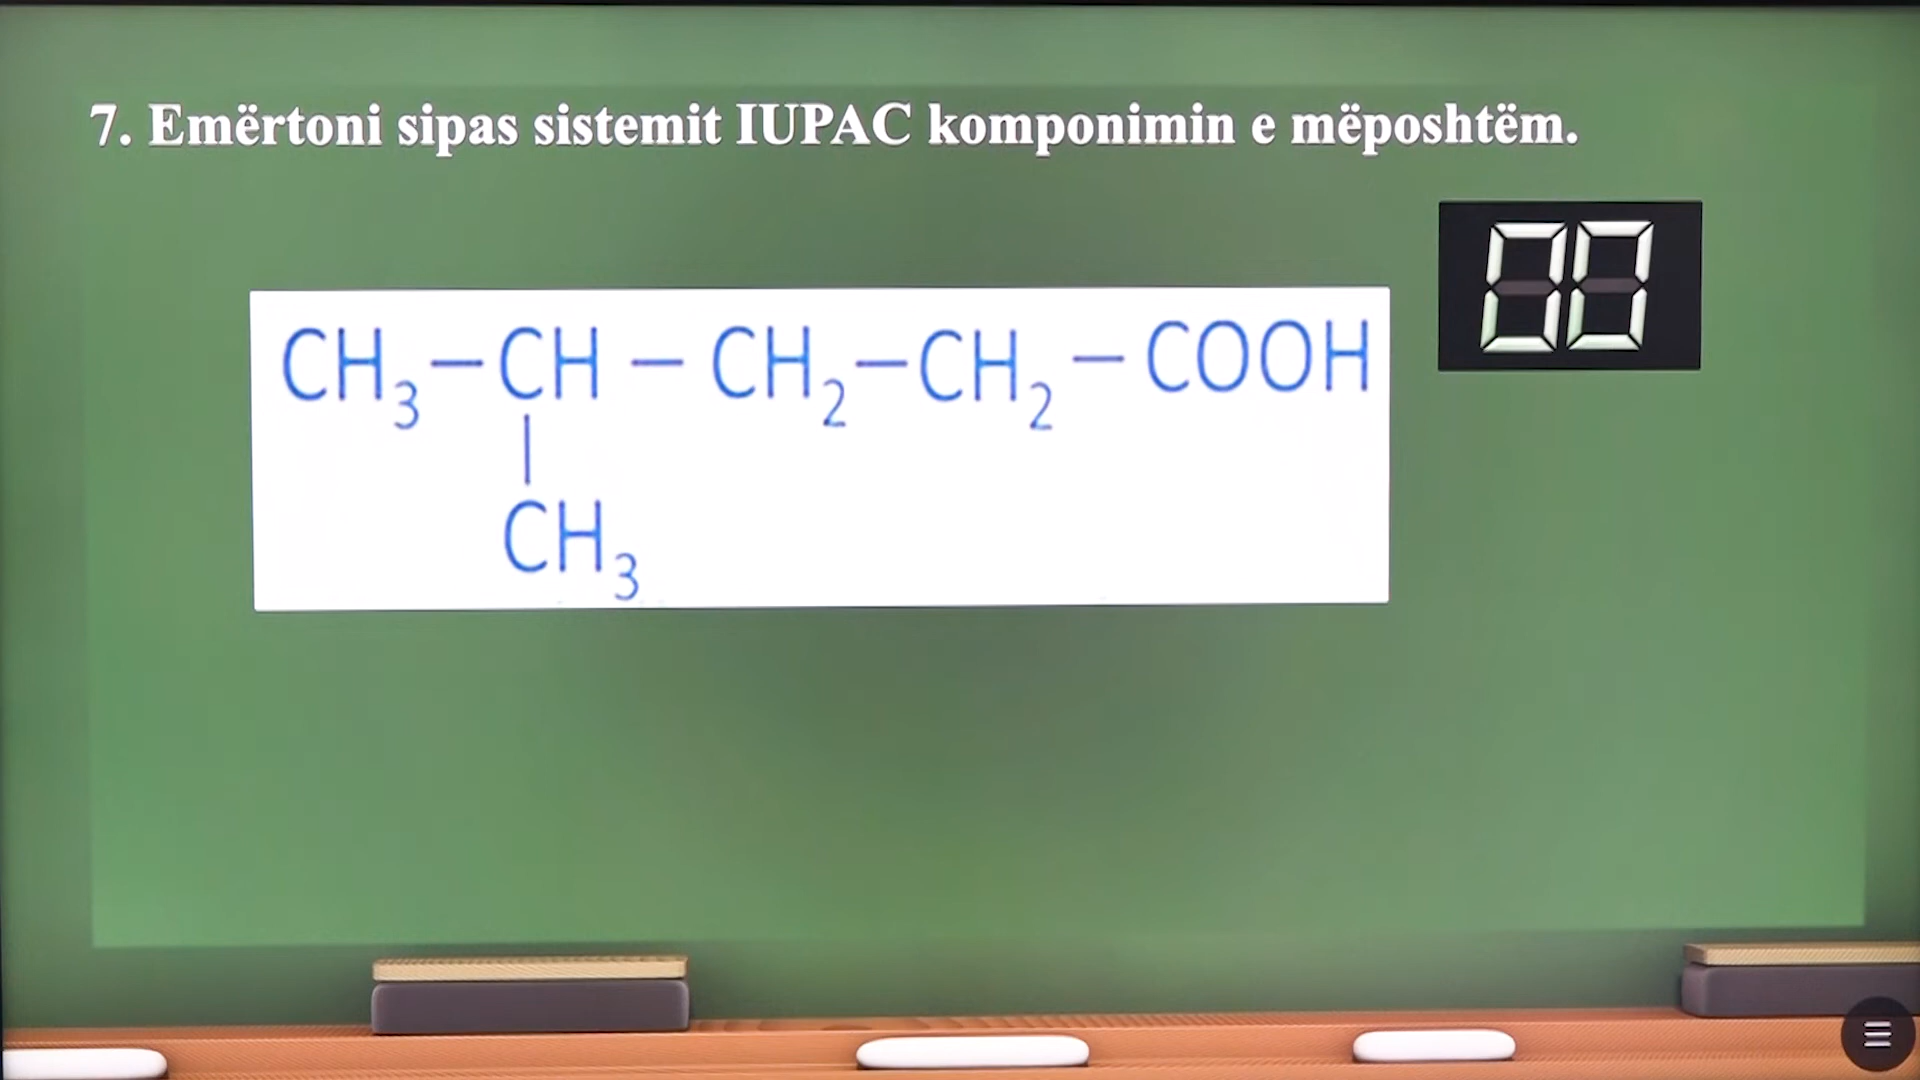 7. Emërtoni sipas sistemit IUPAC komponimin e mëposhtëm.
00
CH₃–CH–CH₂–CH₂–COOH
|
CH₃